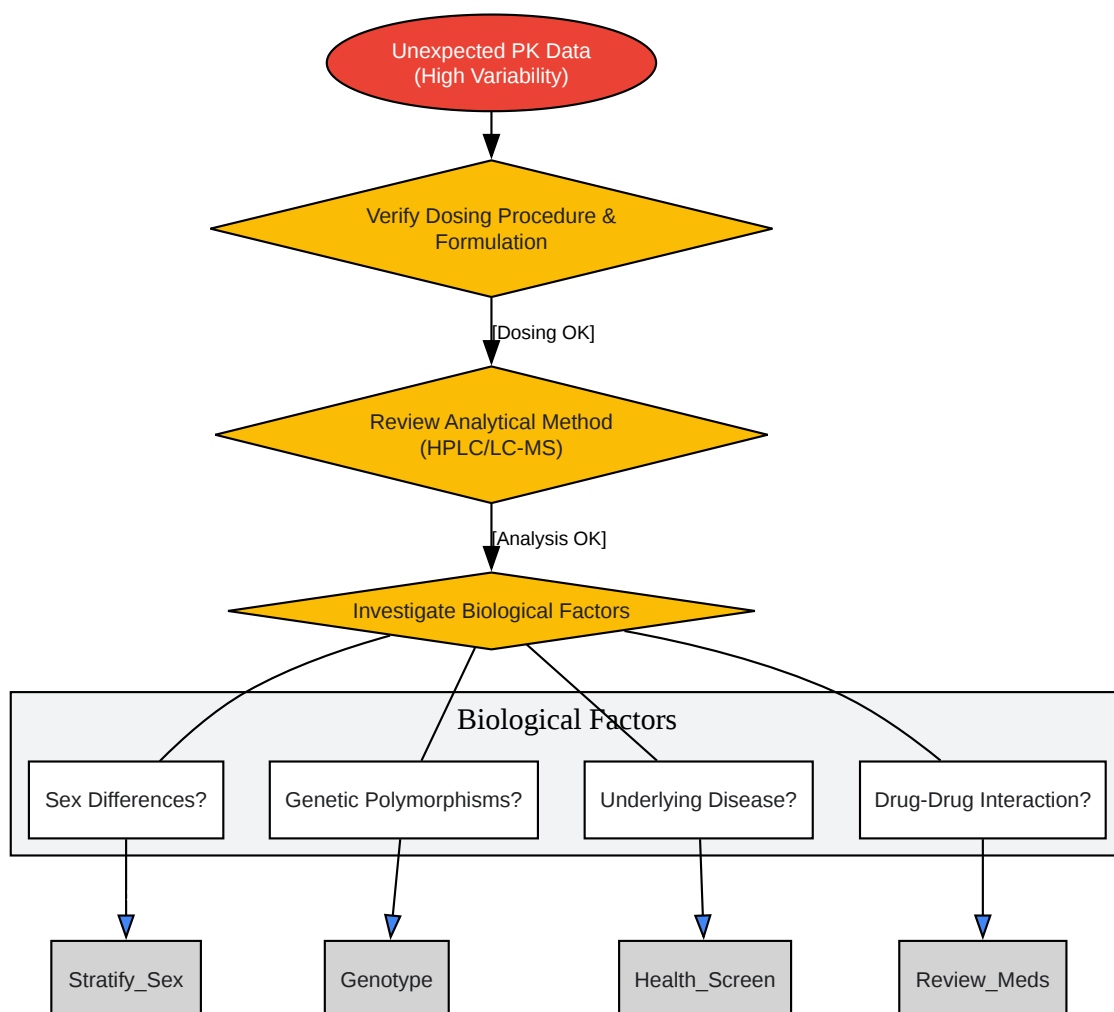 Unexpected PK Data
(High Variability)
Verify Dosing Procedure &
Formulation
[Dosing OK]
Review Analytical Method
(HPLC/LC-MS)
[Analysis OK]
Investigate Biological Factors
Biological Factors
Sex Differences?
Genetic Polymorphisms?
Underlying Disease?
Drug-Drug Interaction?
Stratify_Sex
Genotype
Health_Screen
Review_Meds